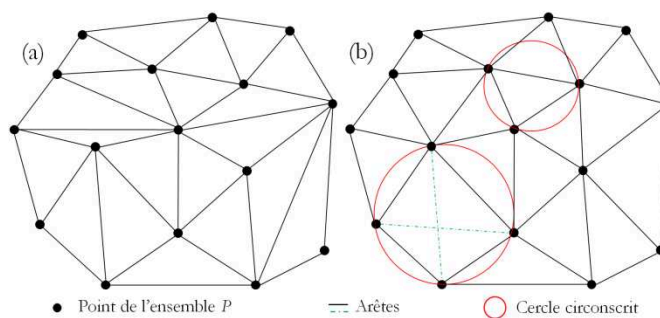 (a)
(b)
Point de l'ensemble P
Arêtes
Cercle circonscrit